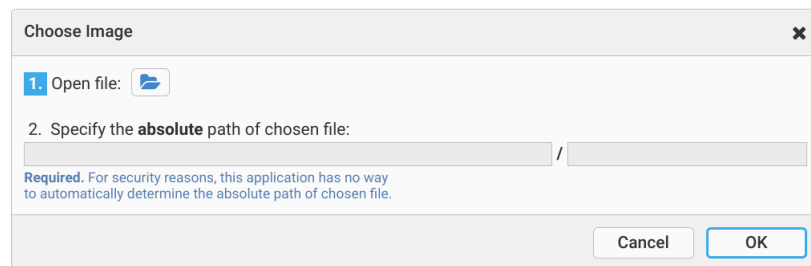 Choose Image
1. Open file:
2. Specify the absolute path of chosen file:
/
Required. For security reasons, this application has no way
to automatically determine the absolute path of chosen file.
Cancel OK